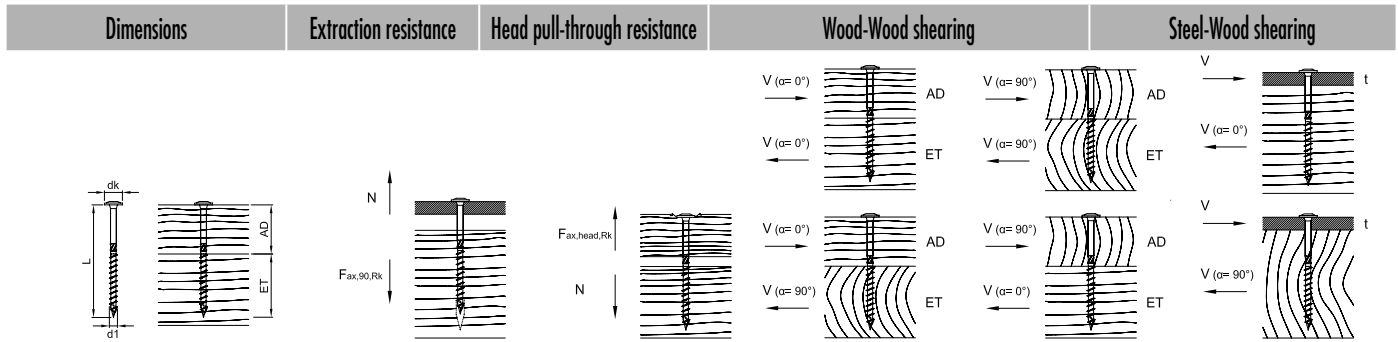 Dimensions
Extraction resistance
Head pull-through resistance
Wood-Wood shearing
Steel-Wood shearing
dk
L
d1
AD
ET
N
Fax,90,Rk
Fax,head,Rk
N
V (α= 0°)
AD
V (α= 0°)
ET
V (α= 90°)
AD
V (α= 90°)
ET
V (α= 0°)
AD
V (α= 90°)
ET
V (α= 90°)
AD
V (α= 0°)
ET
V
t
V (α= 0°)
V
t
V (α= 90°)